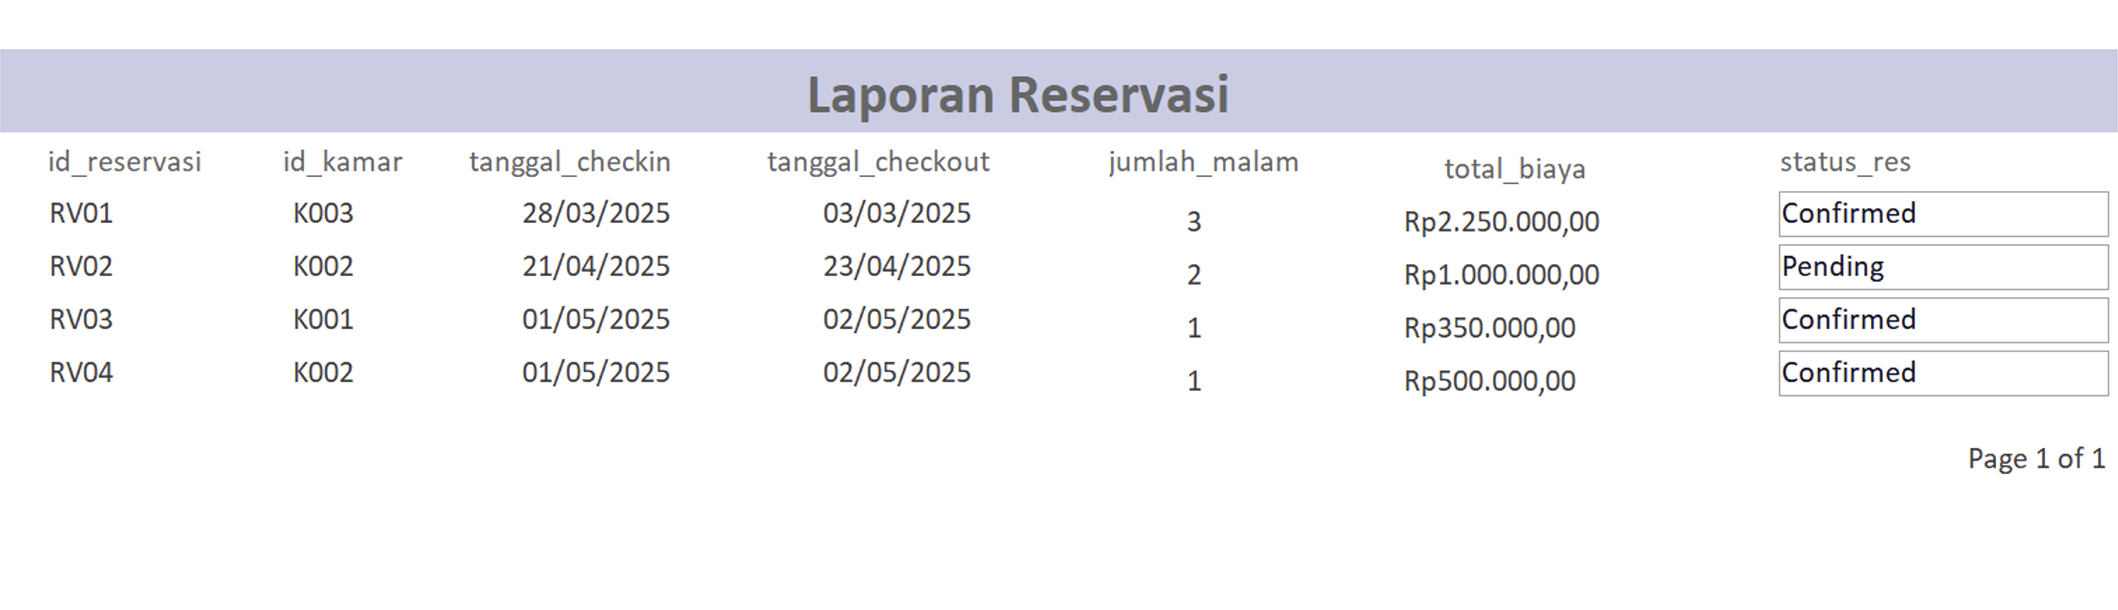 Laporan Reservasi
id_reservasi id_kamar tanggal_checkin tanggal_checkout jumlah_malam total_biaya status_res
RV01 K003 28/03/2025 03/03/2025 3 Rp2.250.000,00 Confirmed
RV02 K002 21/04/2025 23/04/2025 2 Rp1.000.000,00 Pending
RV03 K001 01/05/2025 02/05/2025 1 Rp350.000,00 Confirmed
RV04 K002 01/05/2025 02/05/2025 1 Rp500.000,00 Confirmed
Page 1 of 1